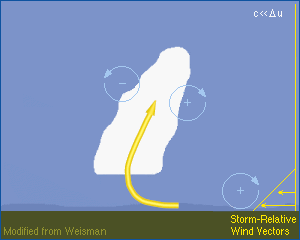 c<<Δu
−
+
+
Storm-Relative
Modified from Weisman
Wind Vectors